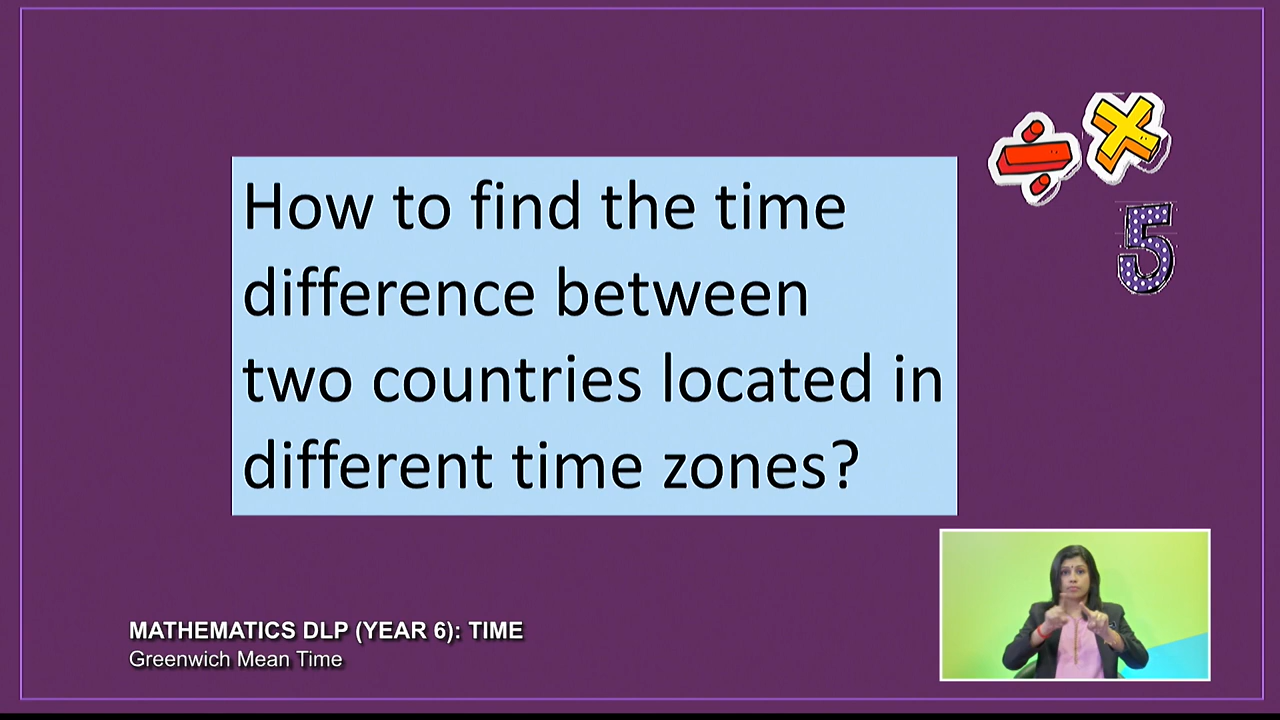 How to find the time
difference between
two countries located in
different time zones?
5
MATHEMATICS DLP (YEAR 6): TIME
Greenwich Mean Time